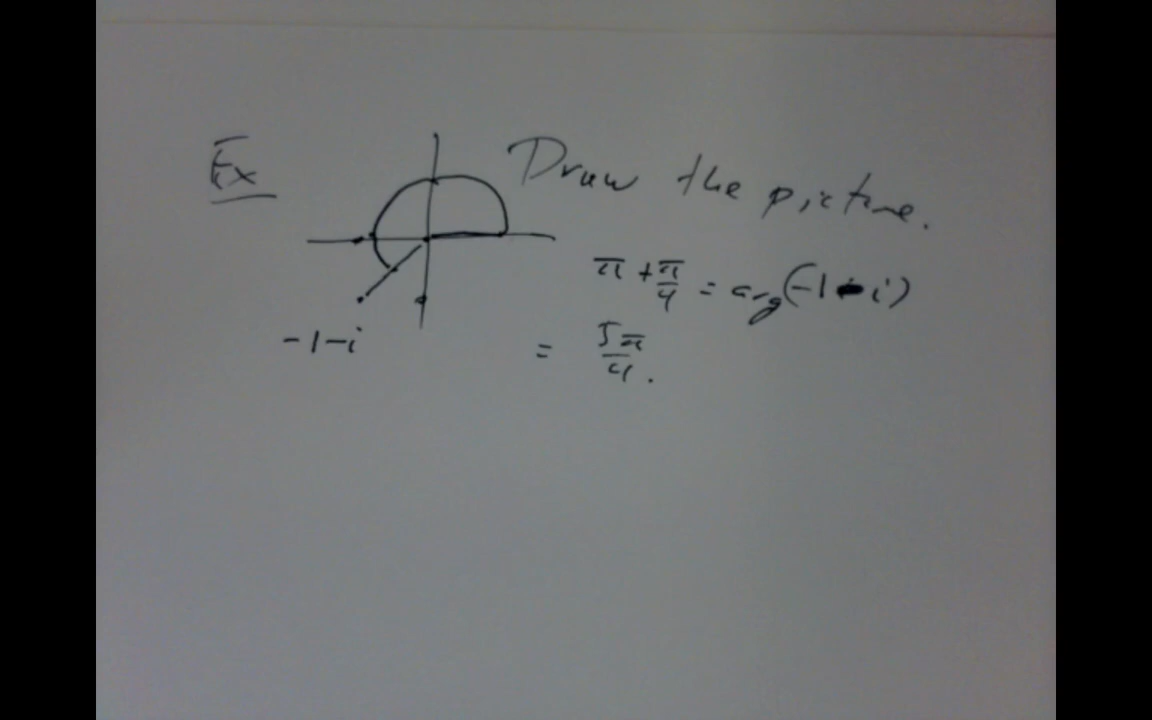 Ex Draw the picture.
π + π/4 = arg(-1-i)
-1-i = 5π/4.